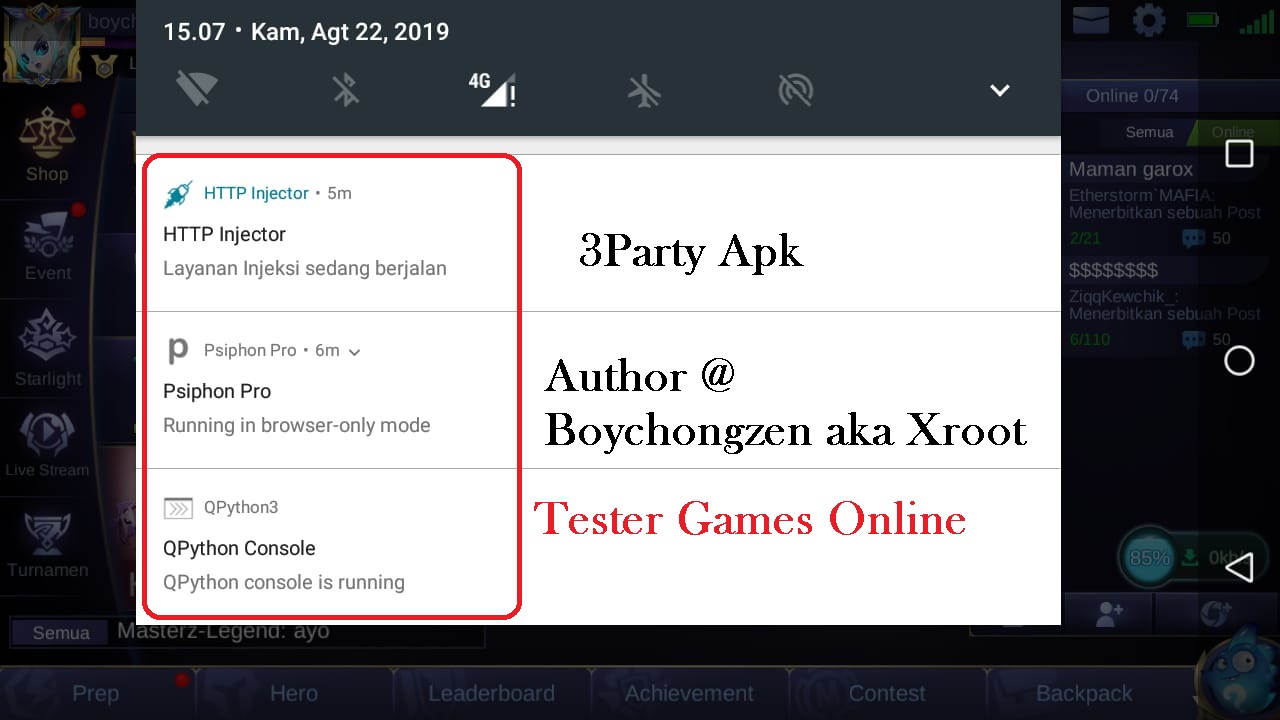 boych
15.07 • Kam, Agt 22, 2019
4G
Online 0/74
Semua
Online
Shop
Event
Starlight
Live Stream
Turnamen
HTTP Injector • 5m
HTTP Injector
Layanan Injeksi sedang berjalan
3Party Apk
Psiphon Pro • 6m
Psiphon Pro
Running in browser-only mode
Author @
Boychongzen aka Xroot
QPython3
QPython Console
QPython console is running
Tester Games Online
Maman garox
Etherstorm`MAFIA:
Menerbitkan sebuah Post
2/21
50
$$$$$$$$
ZiqqKewchik_:
Menerbitkan sebuah Post
6/110
50
85%
Semua
Masterz-Legend: ayo
Prep
Hero
Leaderboard
Achievement
Contest
Backpack